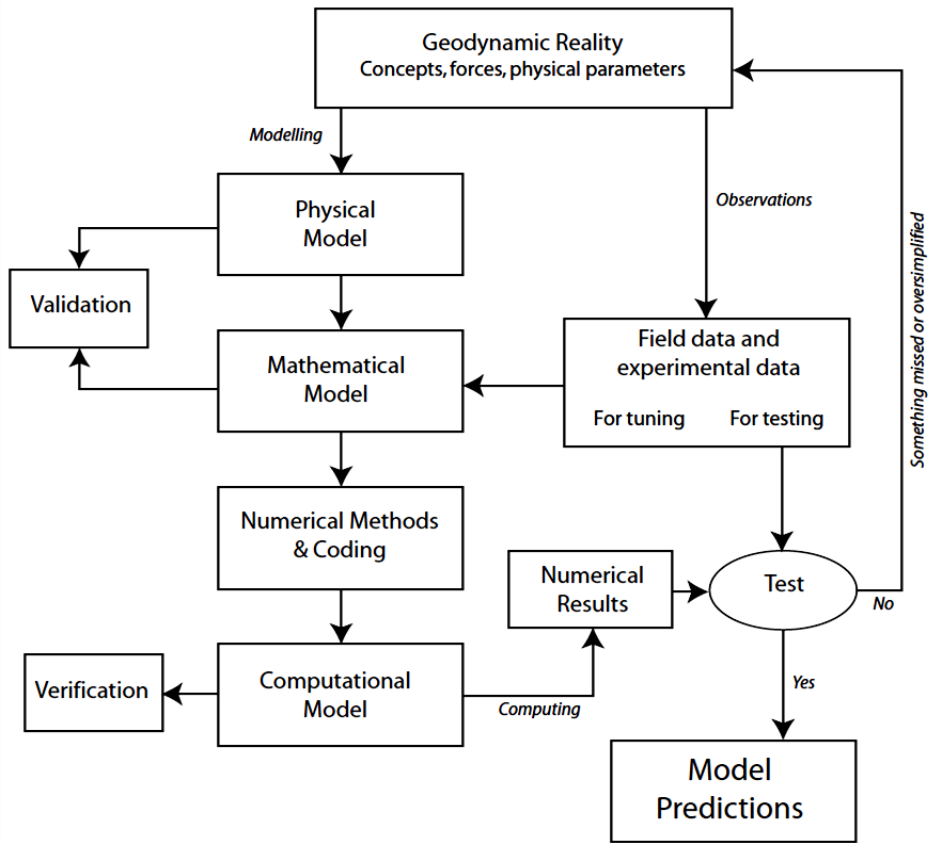 Geodynamic Reality
Concepts, forces, physical parameters
Modelling
Observations
Something missed or oversimplified
Physical
Model
Validation
Mathematical
Model
Field data and
experimental data
For tuning For testing
Numerical Methods
& Coding
Numerical
Results
Test
No
Verification
Computational
Model
Computing
Yes
Model
Predictions